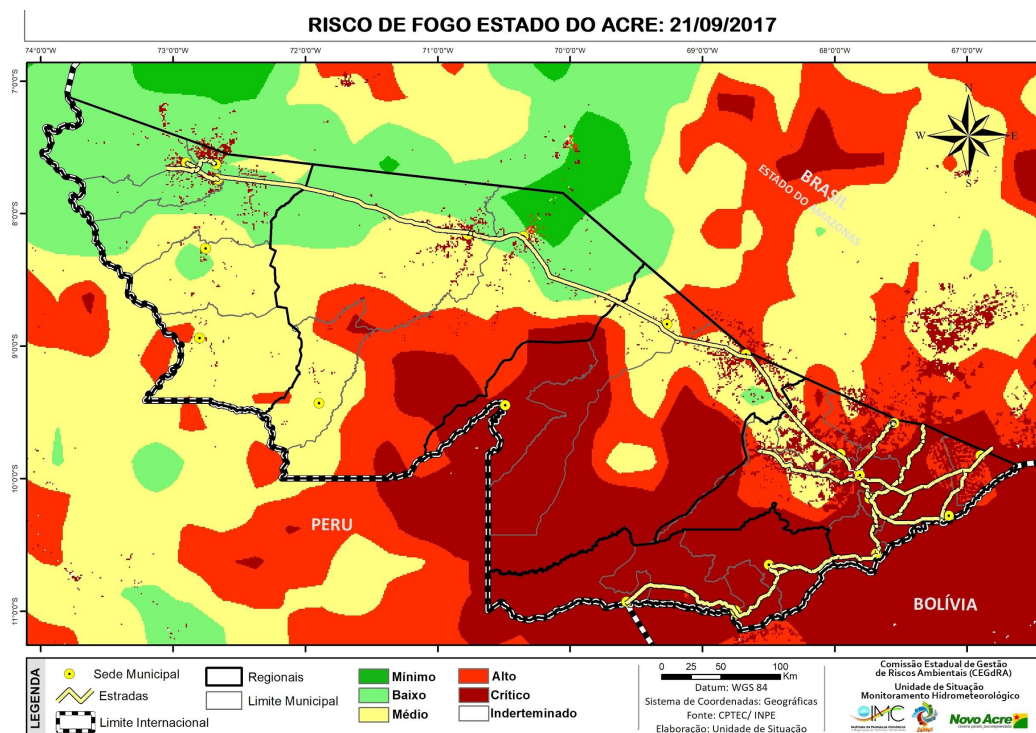 RISCO DE FOGO ESTADO DO ACRE: 21/09/2017
74°0'0"W 73°0'0"W 72°0'0"W 71°0'0"W 70°0'0"W 69°0'0"W 68°0'0"W 67°0'0"W
7°0'0"S
8°0'0"S
9°0'0"S
10°0'0"S
11°0'0"S
N
W E
S
BRASIL
ESTADO DO AMAZONAS
PERU
BOLÍVIA
LEGENDA
Sede Municipal
Estradas
Limite Internacional
Regionais
Limite Municipal
Mínimo
Baixo
Médio
Alto
Crítico
Inderteminado
0 25 50 100
Km
Datum: WGS 84
Sistema de Coordenadas: Geográficas
Fonte: CPTEC/ INPE
Elaboração: Unidade de Situação
Comissão Estadual de Gestão
de Riscos Ambientais (CEGdRA)
Unidade de Situação
Monitoramento Hidrometeorológico
IMC
Novo Acre